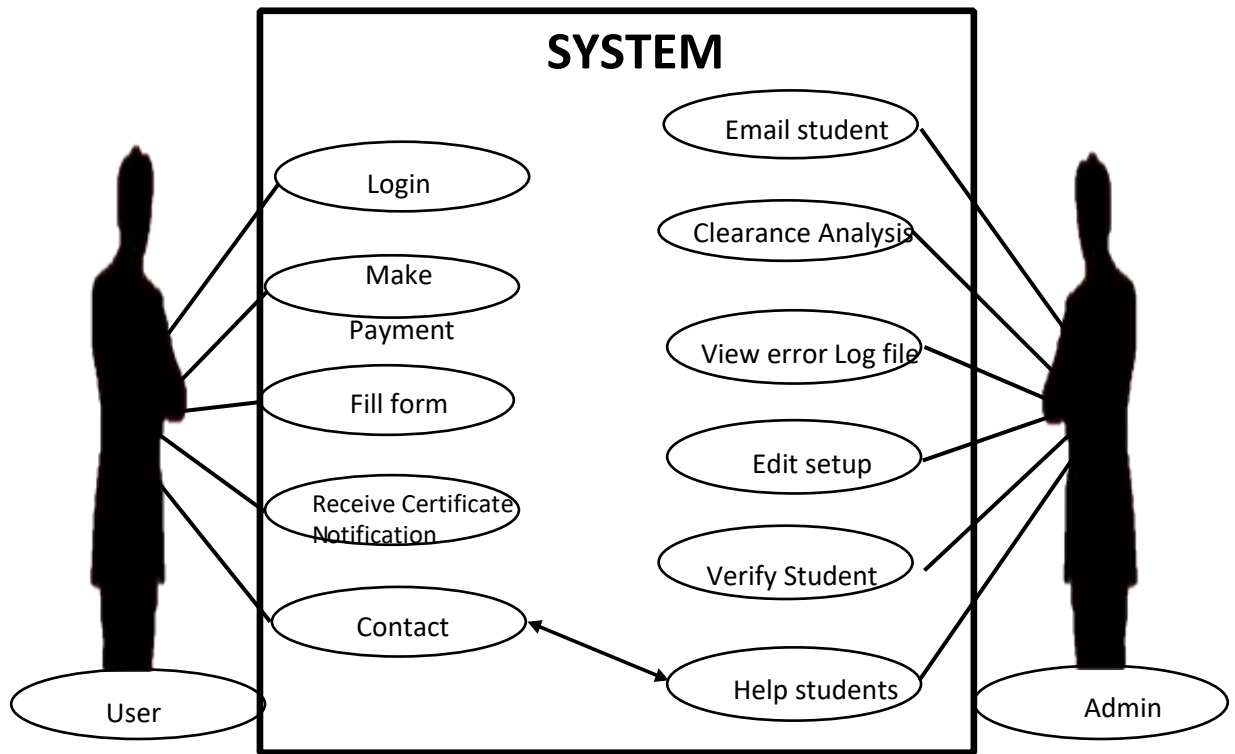 SYSTEM
Login
Make
Payment
Fill form
Receive Certificate
Notification
Contact
User
Email student
Clearance Analysis
View error Log file
Edit setup
Verify Student
Help students
Admin